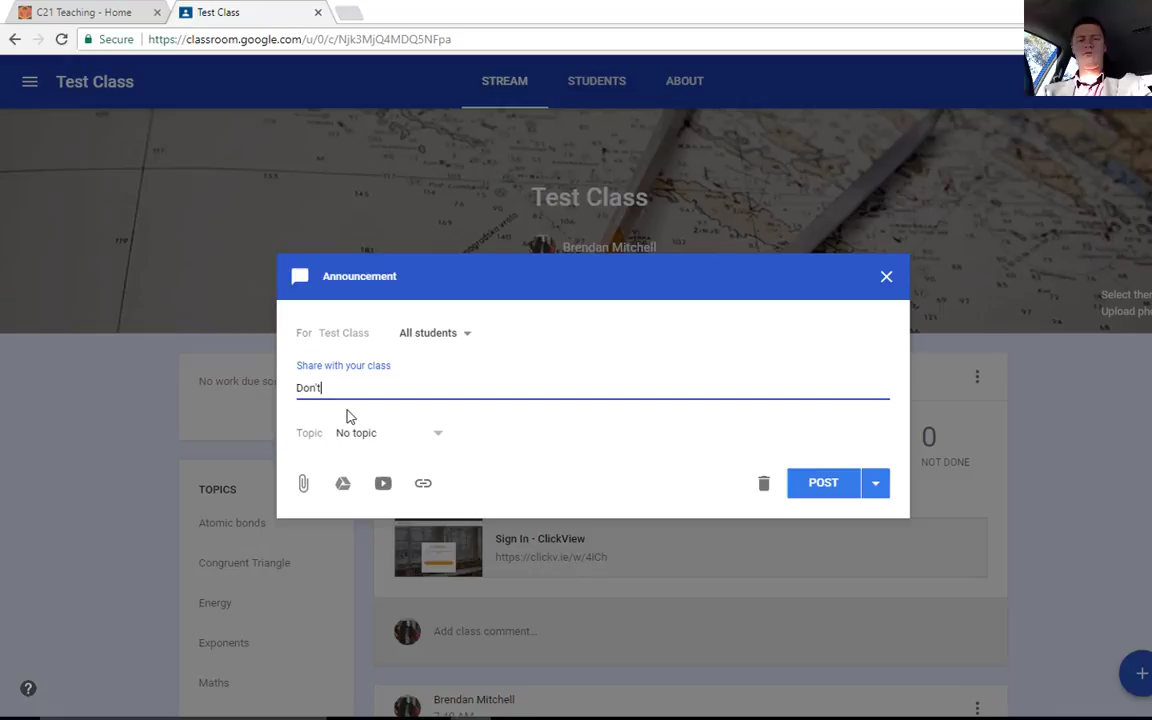 C21 Teaching - Home
Test Class
Secure https://classroom.google.com/u/0/c/Njk3MjQ4MDQ5NFpa
Test Class STREAM STUDENTS ABOUT
Test Class
Brendan Mitchell
Select
Upload
Announcement
For Test Class All students
Share with your class
Don't
Topic No topic
POST
No work due
0
NOT DONE
TOPICS
Atomic bonds
Congruent Triangle
Energy
Exponents
Maths
Sign In - ClickView
https://clickv.ie/w/4ICh
Add class comment...
Brendan Mitchell